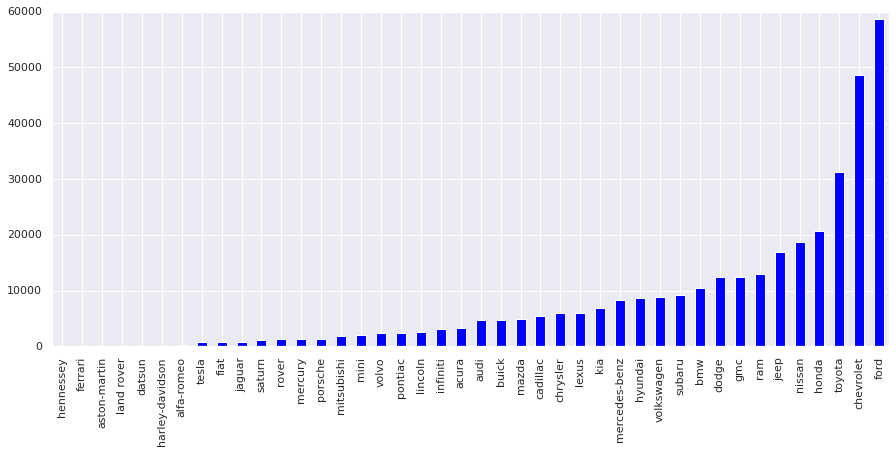 60000
50000
40000
30000
20000
10000
0
hennessey
ferrari
aston-martin
land rover
datsun
harley-davidson
alfa-romeo
tesla
fiat
jaguar
saturn
rover
mercury
porsche
mitsubishi
mini
volvo
pontiac
lincoln
infiniti
acura
audi
buick
mazda
cadillac
chrysler
lexus
kia
mercedes-benz
hyundai
volkswagen
subaru
bmw
dodge
gmc
ram
jeep
nissan
honda
toyota
chevrolet
ford